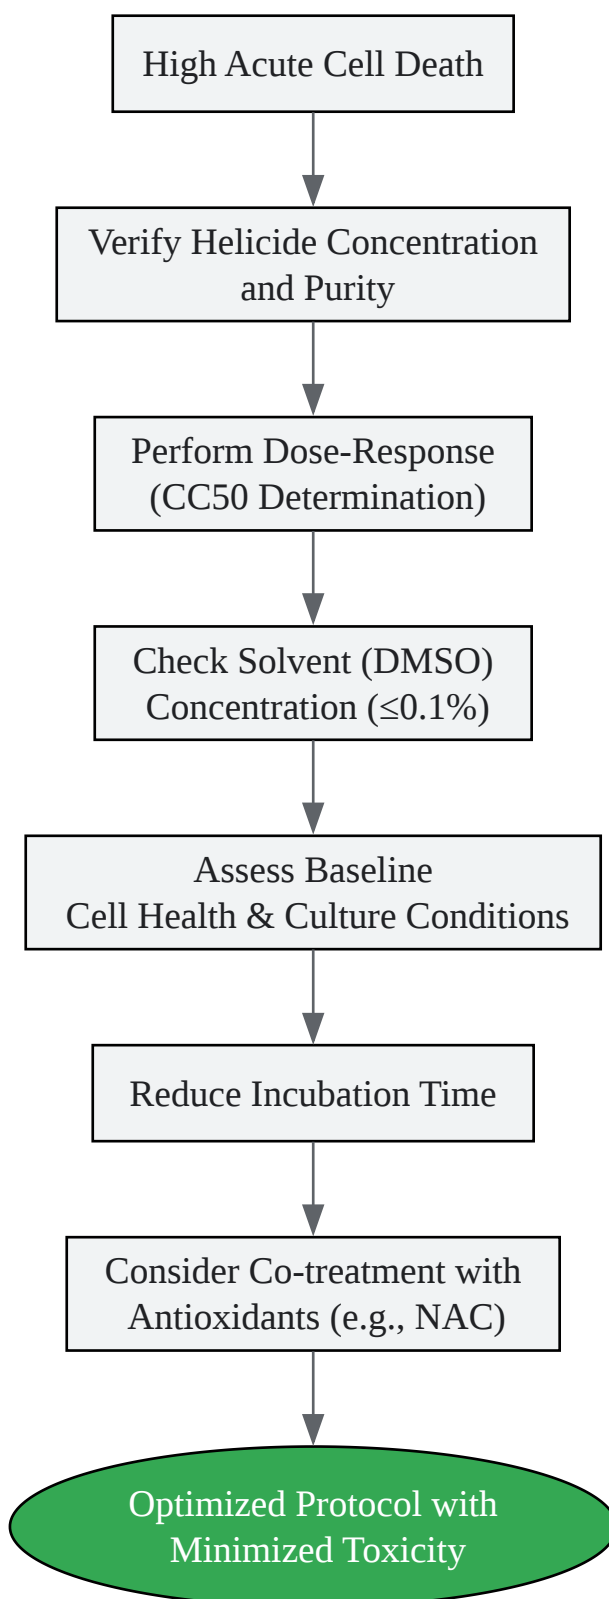 High Acute Cell Death
Verify Helicide Concentration
and Purity
Perform Dose-Response
(CC50 Determination)
Check Solvent (DMSO)
Concentration (≤0.1%)
Assess Baseline
Cell Health & Culture Conditions
Reduce Incubation Time
Consider Co-treatment with
Antioxidants (e.g., NAC)
Optimized Protocol with
Minimized Toxicity